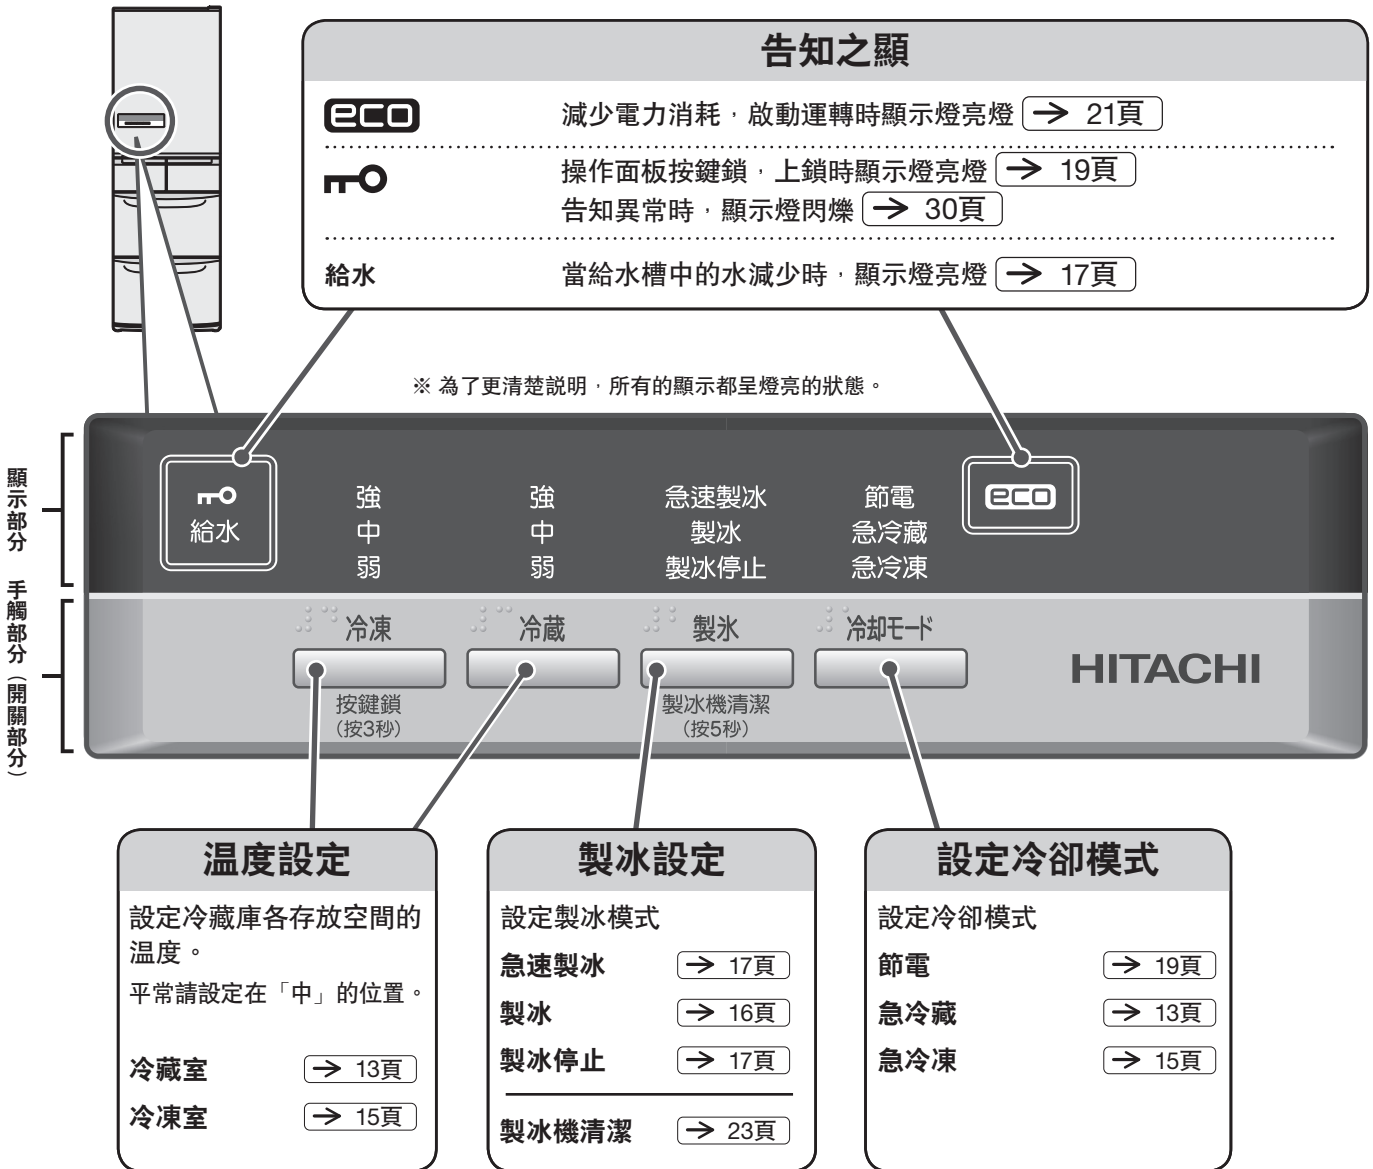 告知之顯
eco 減少電力消耗，啟動運轉時顯示燈亮燈 → 21頁
操作面板按鍵鎖，上鎖時顯示燈亮燈 → 19頁
告知異常時，顯示燈閃爍 → 30頁
給水 當給水槽中的水減少時，顯示燈亮燈 → 17頁
※ 為了更清楚說明，所有的顯示都呈燈亮的狀態。
顯示部分
手觸部分（開關部分）
強 強 急速製冰 節電 eco
給水 中 中 製冰 急冷藏
弱 弱 製冰停止 急冷凍
冷凍 冷蔵 製氷 冷却モード
HITACHI
按鍵鎖 製冰機清潔
（按3秒） （按5秒）
温度設定
設定冷藏庫各存放空間的
温度。
平常請設定在「中」的位置。
冷藏室 → 13頁
冷凍室 → 15頁
製冰設定
設定製冰模式
急速製冰 → 17頁
製冰 → 16頁
製冰停止 → 17頁
製冰機清潔 → 23頁
設定冷卻模式
設定冷卻模式
節電 → 19頁
急冷藏 → 13頁
急冷凍 → 15頁